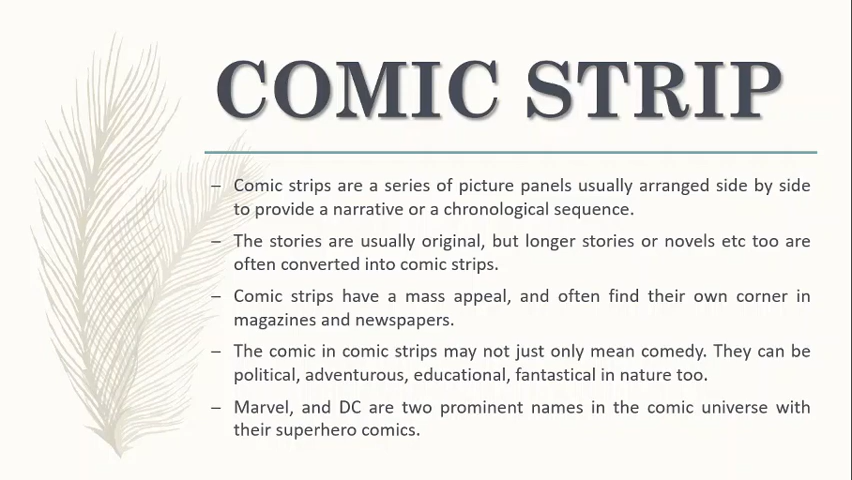 COMIC STRIP
– Comic strips are a series of picture panels usually arranged side by side
to provide a narrative or a chronological sequence.
– The stories are usually original, but longer stories or novels etc too are
often converted into comic strips.
– Comic strips have a mass appeal, and often find their own corner in
magazines and newspapers.
– The comic in comic strips may not just only mean comedy. They can be
political, adventurous, educational, fantastical in nature too.
– Marvel, and DC are two prominent names in the comic universe with
their superhero comics.